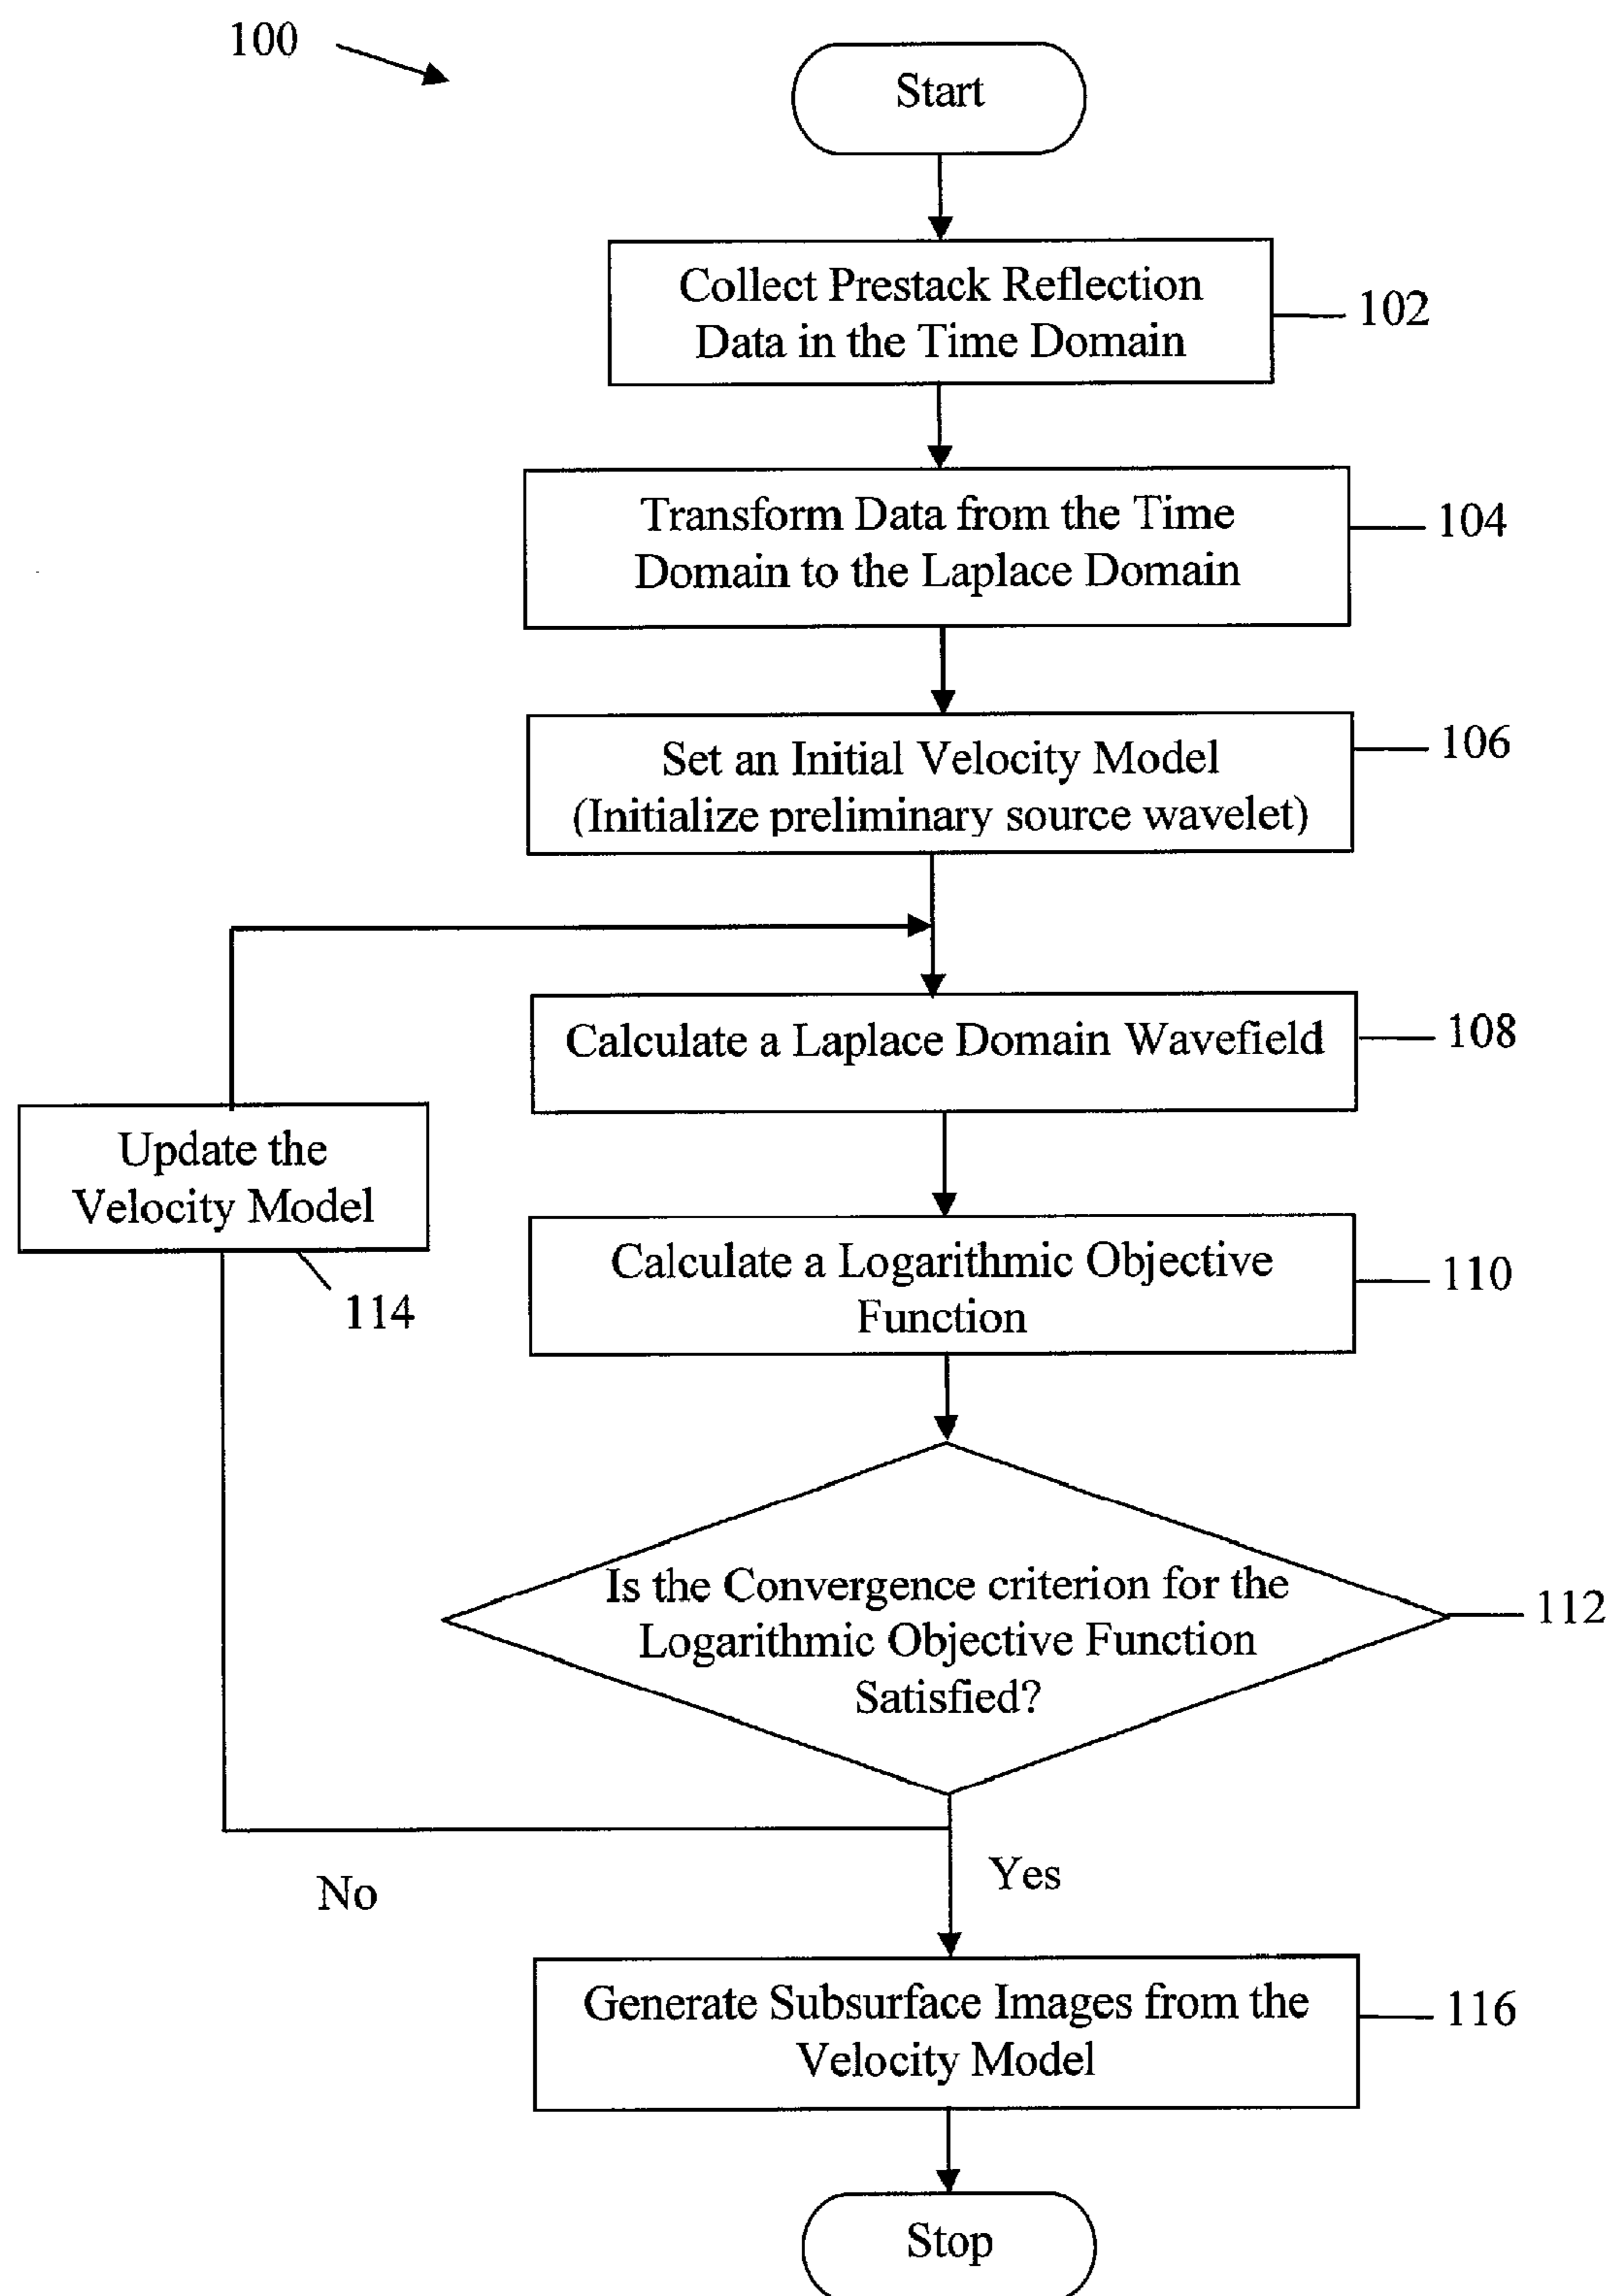 100
Start
Collect Prestack Reflection
Data in the Time Domain
102
Transform Data from the Time
Domain to the Laplace Domain
104
Set an Initial Velocity Model
(Initialize preliminary source wavelet)
106
Calculate a Laplace Domain Wavefield
108
Update the
Velocity Model
114
Calculate a Logarithmic Objective
Function
110
Is the Convergence criterion for the
Logarithmic Objective Function
Satisfied?
112
No
Yes
Generate Subsurface Images from the
Velocity Model
116
Stop